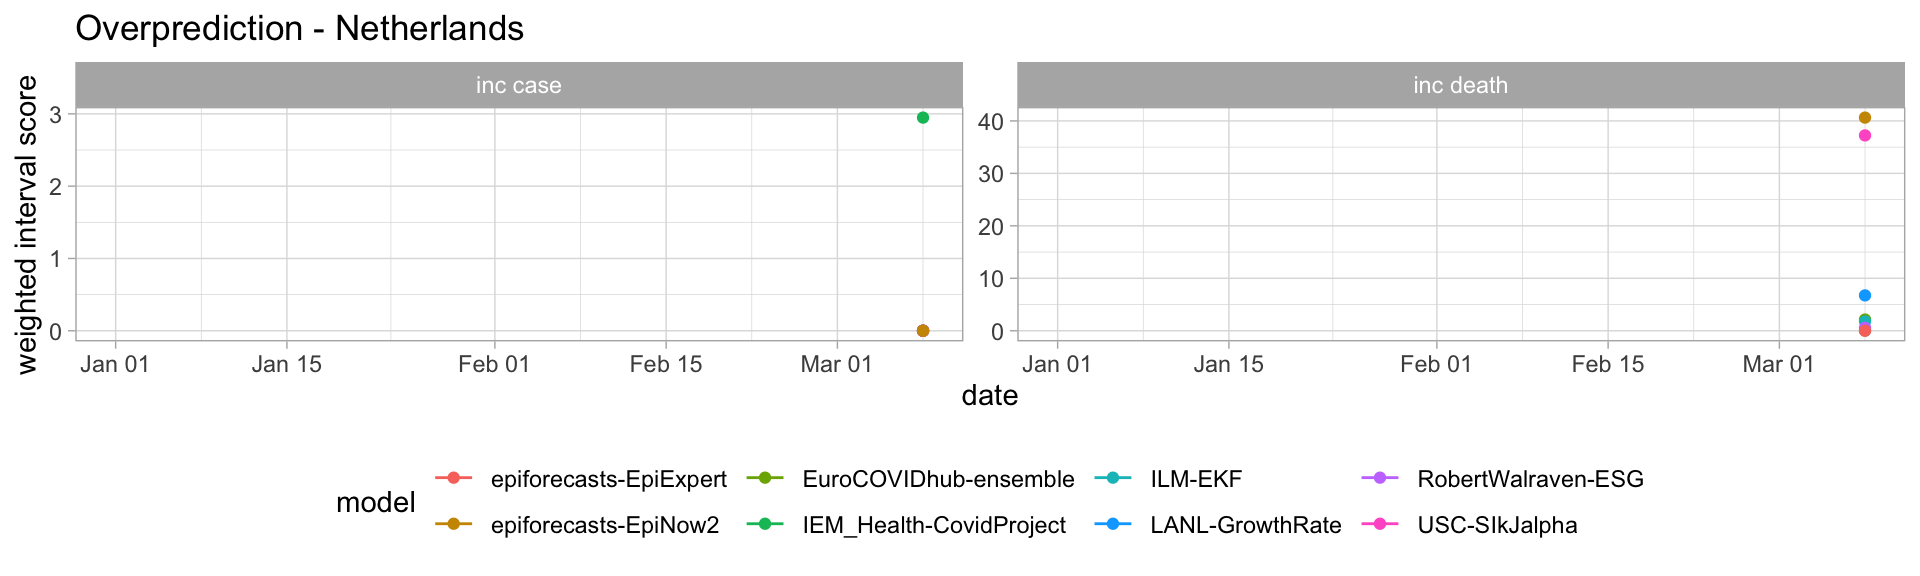 Overprediction - Netherlands
weighted interval score
inc case
3
2
1
0
Jan 01 Jan 15 Feb 01 Feb 15 Mar 01
inc death
40
30
20
10
0
Jan 01 Jan 15 Feb 01 Feb 15 Mar 01
date
model
epiforecasts-EpiExpert EuroCOVIDhub-ensemble ILM-EKF RobertWalraven-ESG
epiforecasts-EpiNow2 IEM_Health-CovidProject LANL-GrowthRate USC-SIkJalpha